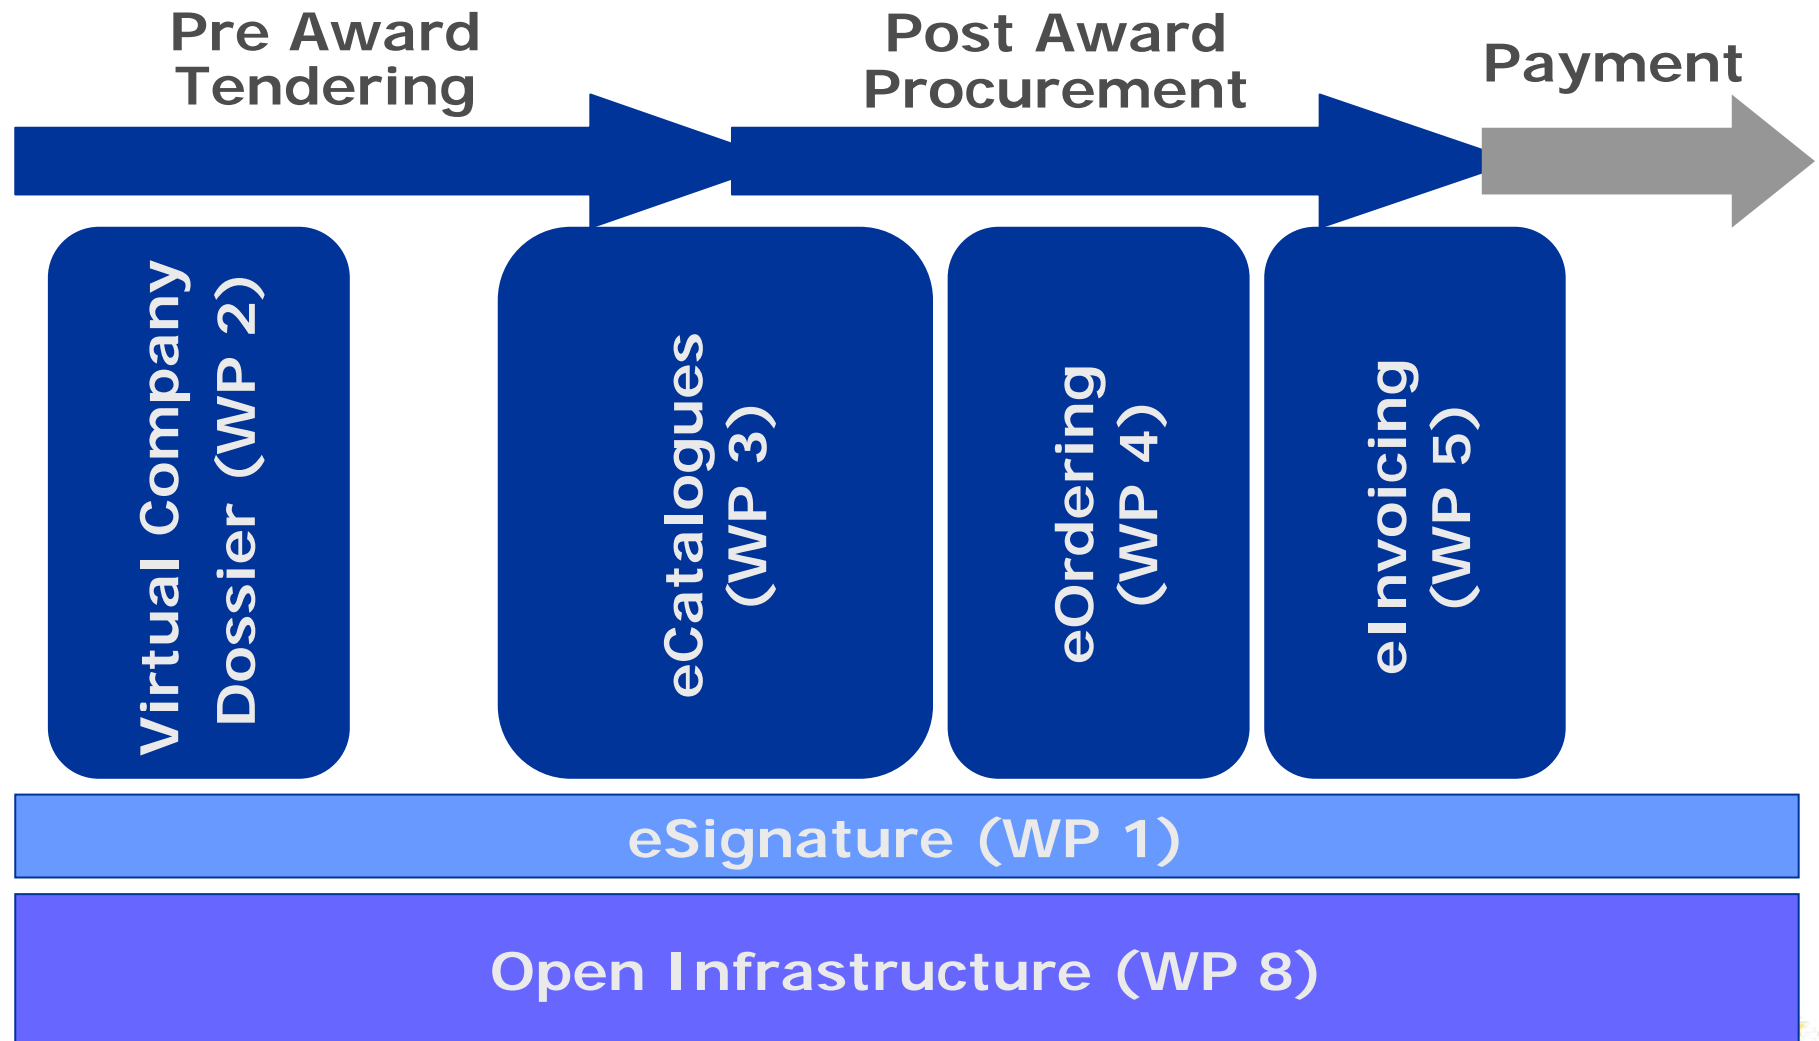 Pre Award
Tendering
Post Award
Procurement
Payment
Virtual Company
Dossier (WP 2)
eCatalogues
(WP 3)
eOrdering
(WP 4)
eInvoicing
(WP 5)
eSignature (WP 1)
Open Infrastructure (WP 8)